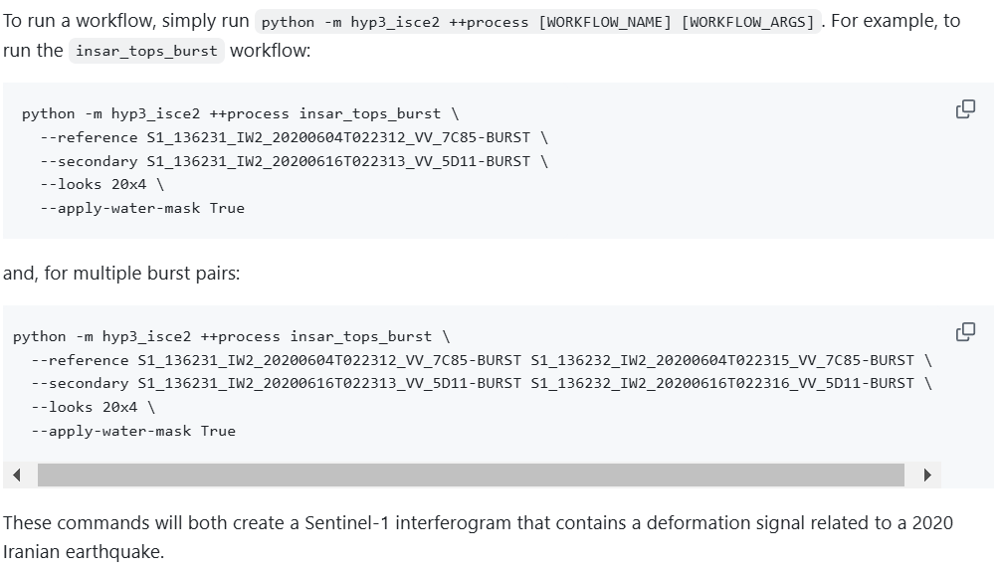 To run a workflow, simply run python -m hyp3_isce2 ++process [WORKFLOW_NAME] [WORKFLOW_ARGS] . For example, to
run the insar_tops_burst workflow:
python -m hyp3_isce2 ++process insar_tops_burst \
--reference S1_136231_IW2_20200604T022312_VV_7C85-BURST \
--secondary S1_136231_IW2_20200616T022313_VV_5D11-BURST \
--looks 20x4 \
--apply-water-mask True
and, for multiple burst pairs:
python -m hyp3_isce2 ++process insar_tops_burst \
--reference S1_136231_IW2_20200604T022312_VV_7C85-BURST S1_136232_IW2_20200604T022315_VV_7C85-BURST \
--secondary S1_136231_IW2_20200616T022313_VV_5D11-BURST S1_136232_IW2_20200616T022316_VV_5D11-BURST \
--looks 20x4 \
--apply-water-mask True
These commands will both create a Sentinel-1 interferogram that contains a deformation signal related to a 2020
Iranian earthquake.